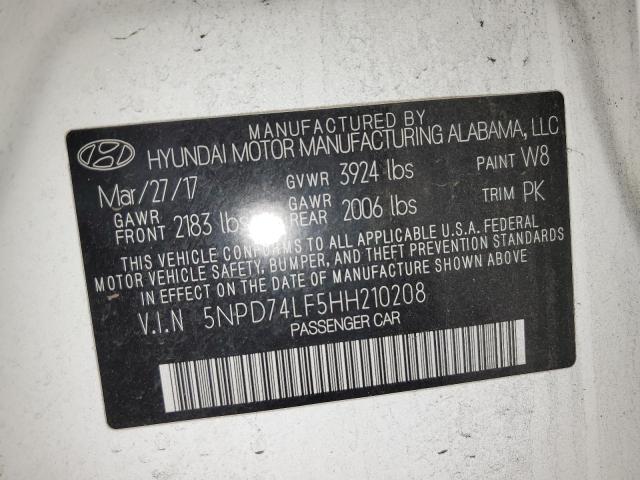 MANUFACTURED BY
HYUNDAI MOTOR MANUFACTURING ALABAMA, LLC
Mar/27/17 GVWR 3924 lbs PAINT W8
GAWR FRONT 2183 lbs GAWR REAR 2006 lbs TRIM PK
THIS VEHICLE CONFORMS TO ALL APPLICABLE U.S.A. FEDERAL
MOTOR VEHICLE SAFETY, BUMPER, AND THEFT PREVENTION STANDARDS
IN EFFECT ON THE DATE OF MANUFACTURE SHOWN ABOVE.
V.I.N 5NPD74LF5HH210208
PASSENGER CAR